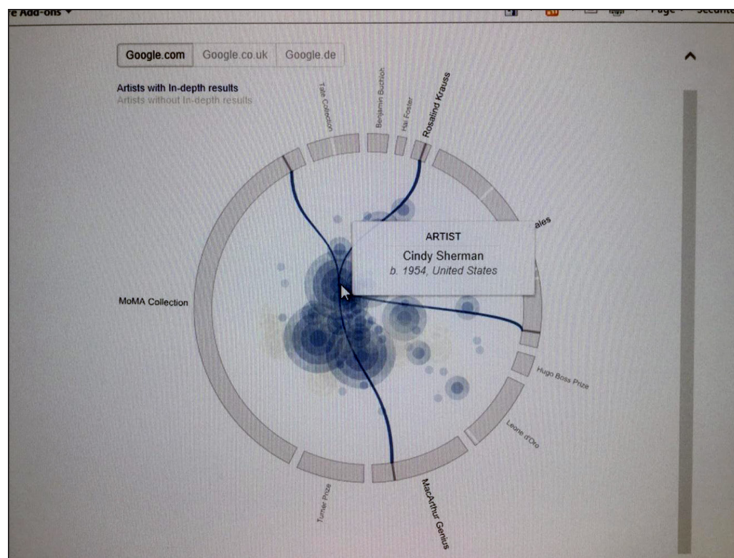 Add-ons
Page
Google.com Google.co.uk Google.de
Artists with In-depth results
Artists without In-depth results
Tate Collection
Benjamin Buchloh
Hal Foster
Rosalind Krauss
ales
ARTIST
Cindy Sherman
b. 1954, United States
MoMA Collection
Hugo Boss Prize
Leone d'Oro
MacArthur Genius
Turner Prize